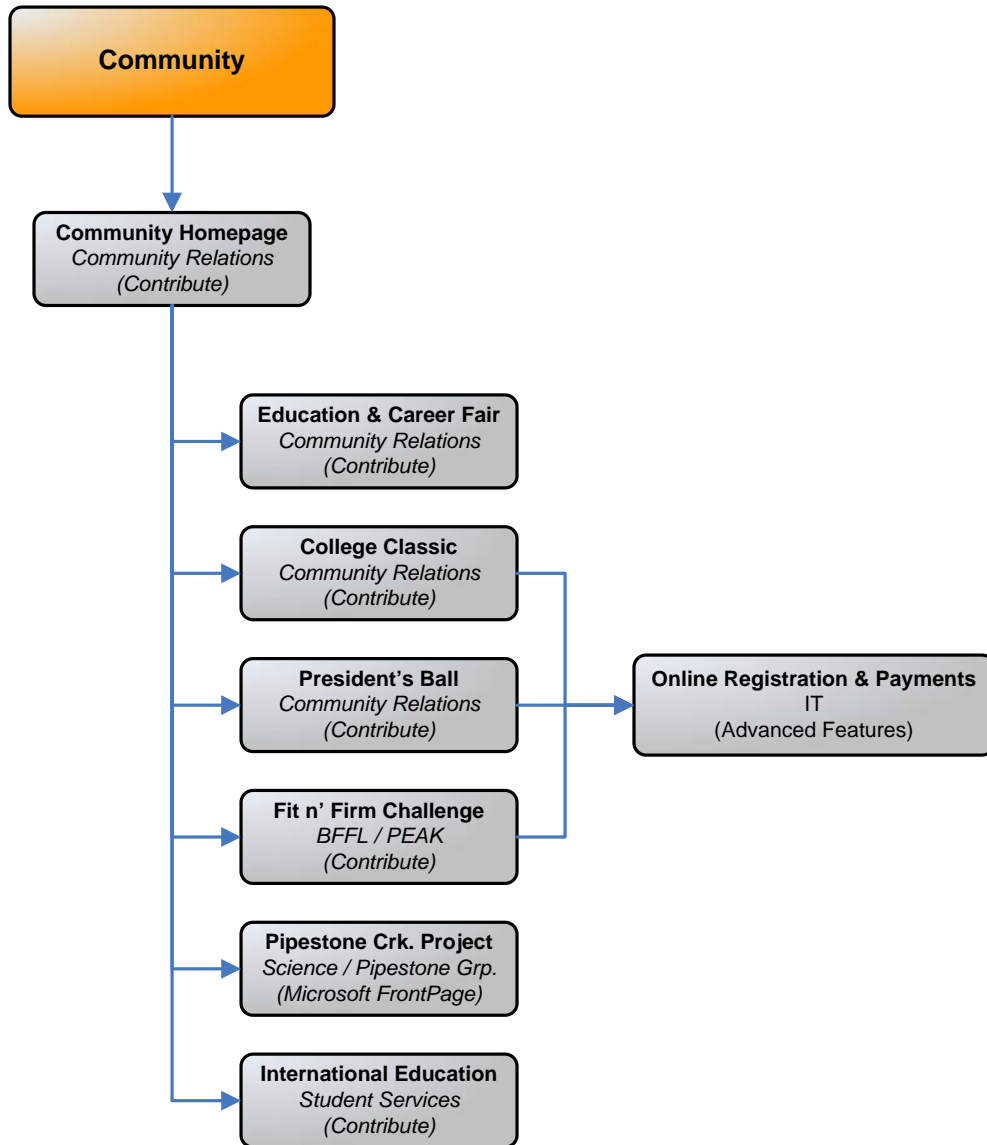 Community
Community Homepage
Community Relations
(Contribute)
Education & Career Fair
Community Relations
(Contribute)
College Classic
Community Relations
(Contribute)
President’s Ball
Community Relations
(Contribute)
Online Registration & Payments
IT
(Advanced Features)
Fit n’ Firm Challenge
BFFL / PEAK
(Contribute)
Pipestone Crk. Project
Science / Pipestone Grp.
(Microsoft FrontPage)
International Education
Student Services
(Contribute)